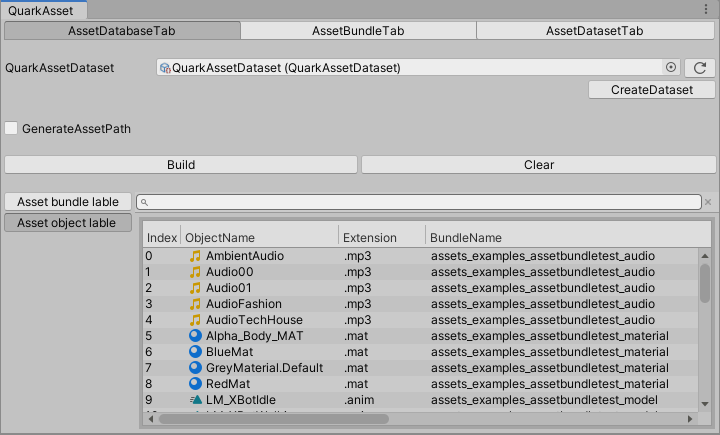 QuarkAsset
AssetDatabaseTab AssetBundleTab AssetDatasetTab
QuarkAssetDataset QuarkAssetDataset (QuarkAssetDataset)
CreateDataset
GenerateAssetPath
Build Clear
Asset bundle lable
Asset object lable
Index ObjectName Extension BundleName
0 AmbientAudio .mp3 assets_examples_assetbundletest_audio
1 Audio00 .mp3 assets_examples_assetbundletest_audio
2 Audio01 .mp3 assets_examples_assetbundletest_audio
3 AudioFashion .mp3 assets_examples_assetbundletest_audio
4 AudioTechHouse .mp3 assets_examples_assetbundletest_audio
5 Alpha_Body_MAT .mat assets_examples_assetbundletest_material
6 BlueMat .mat assets_examples_assetbundletest_material
7 GreyMaterial.Default .mat assets_examples_assetbundletest_material
8 RedMat .mat assets_examples_assetbundletest_material
9 LM_XBotIdle .anim assets_examples_assetbundletest_model